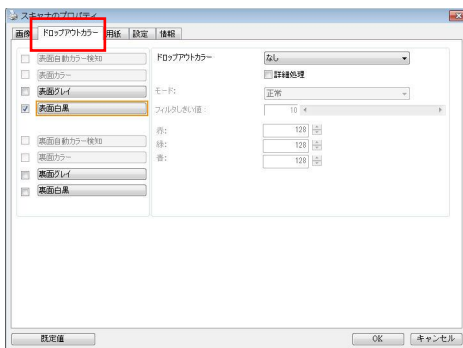 スキャナのプロパティ
画像 ドロップアウトカラー 用紙 設定 情報
表面自動カラー検知
表面カラー
表面グレイ
表面白黒
裏面自動カラー検知
裏面カラー
裏面グレイ
裏面白黒
ドロップアウトカラー なし
詳細処理
モード: 正常
フィルタしきい値: 10
赤: 128
緑: 128
青: 128
既定値 OK キャンセル